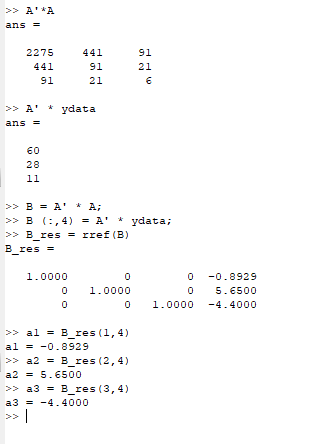 >> A'*A
ans =
2275 441 91
441 91 21
91 21 6
>> A' * ydata
ans =
60
28
11
>> B = A' * A;
>> B (:,4) = A' * ydata;
>> B_res = rref(B)
B_res =
1.0000 0 0 -0.8929
0 1.0000 0 5.6500
0 0 1.0000 -4.4000
>> a1 = B_res(1,4)
a1 = -0.8929
>> a2 = B_res(2,4)
a2 = 5.6500
>> a3 = B_res(3,4)
a3 = -4.4000
>>